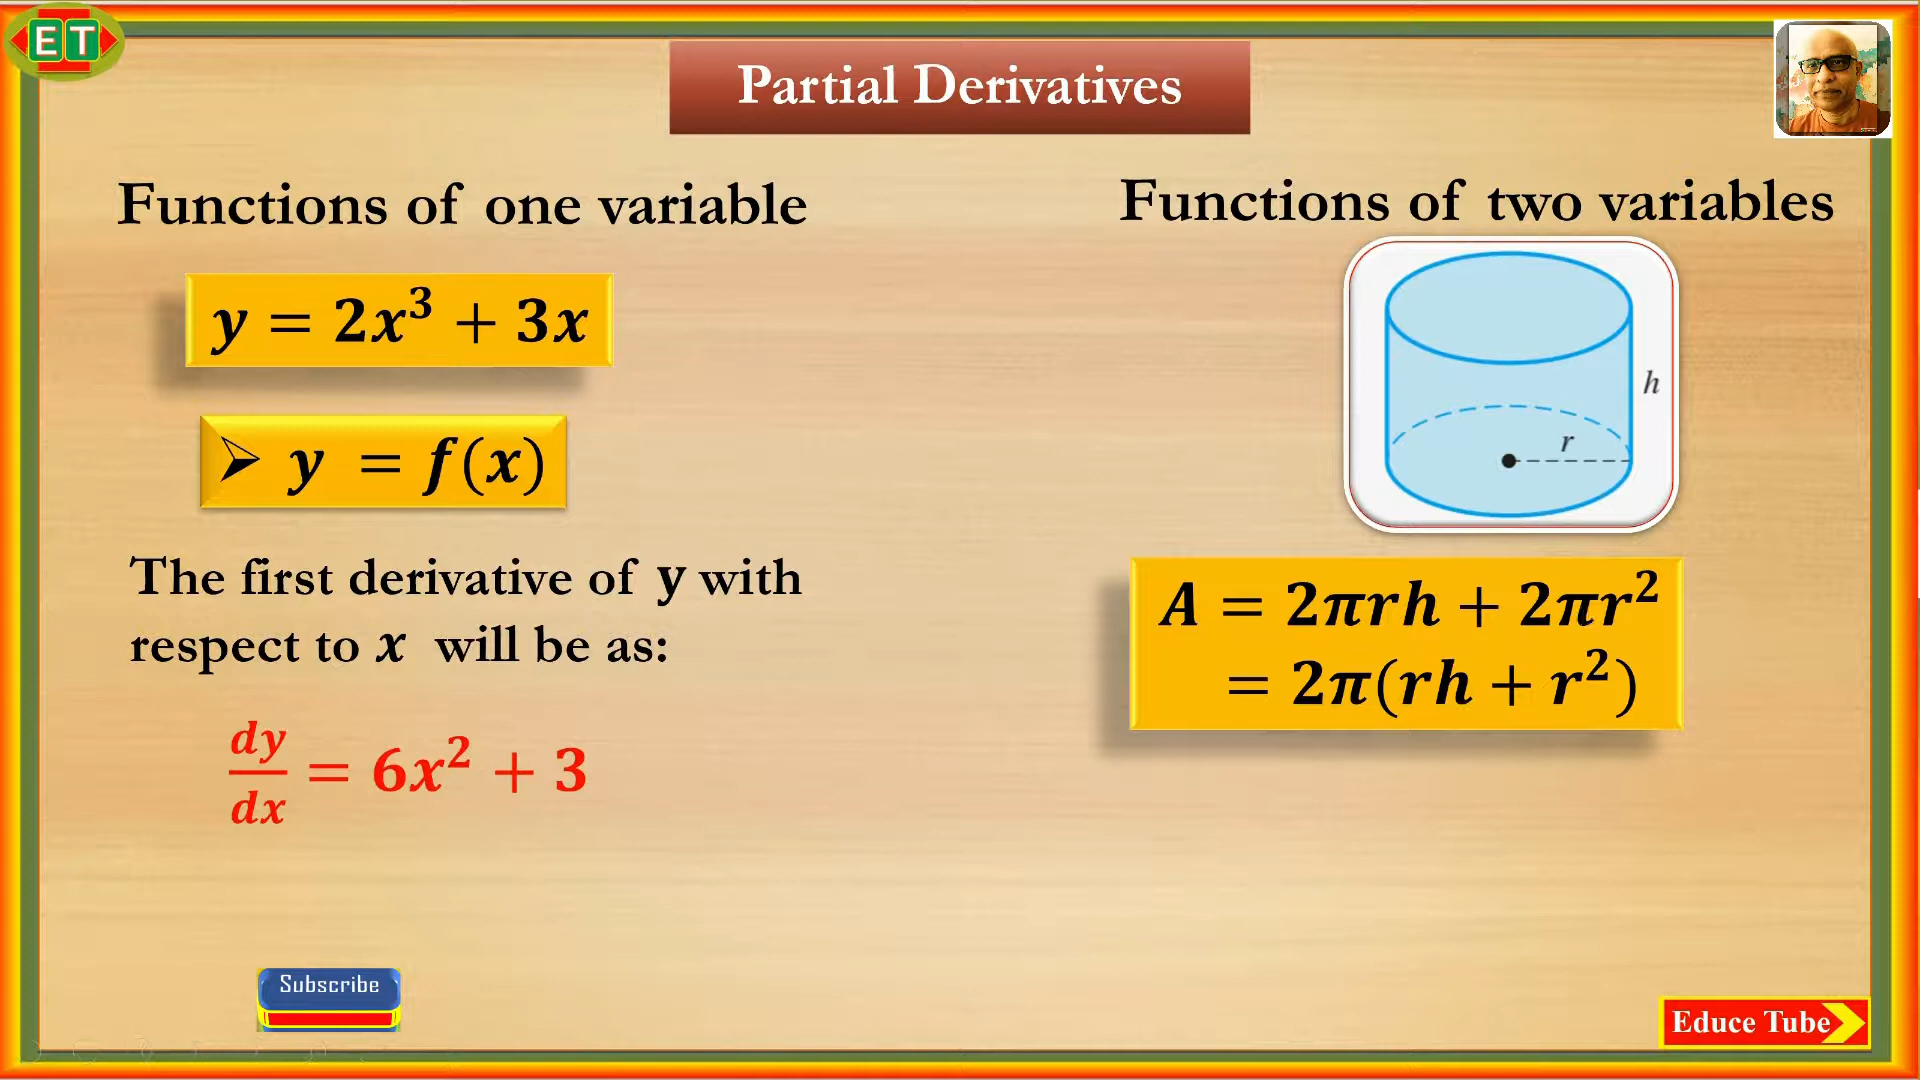 E T
Partial Derivatives
Functions of one variable
y = 2x³ + 3x
➢ y = f(x)
The first derivative of y with
respect to x will be as:
dy/dx = 6x² + 3
Subscribe
Functions of two variables
h
r
A = 2πrh + 2πr²
= 2π(rh + r²)
Educe Tube